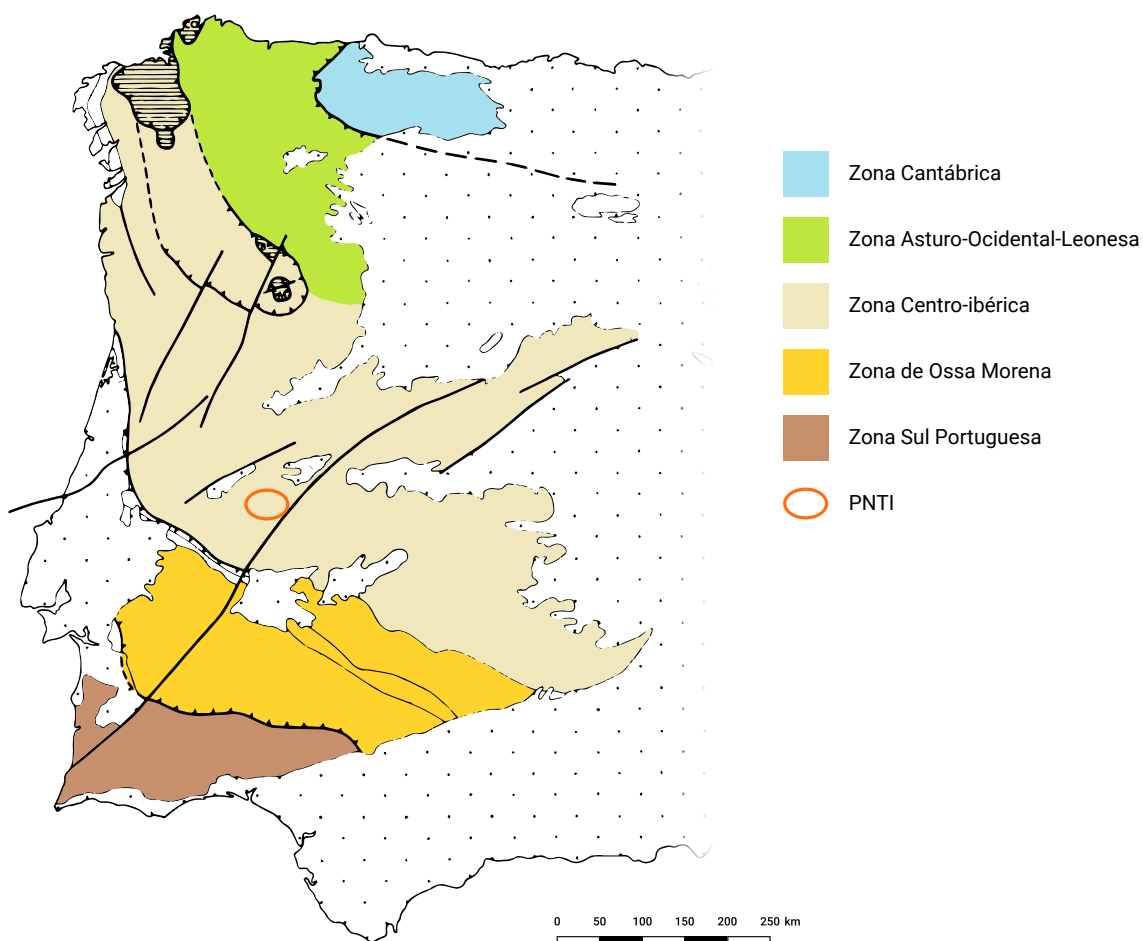 Zona Cantábrica
Zona Asturo-Ocidental-Leonesa
Zona Centro-ibérica
Zona de Ossa Morena
Zona Sul Portuguesa
PNTI
0 50 100 150 200 250 km